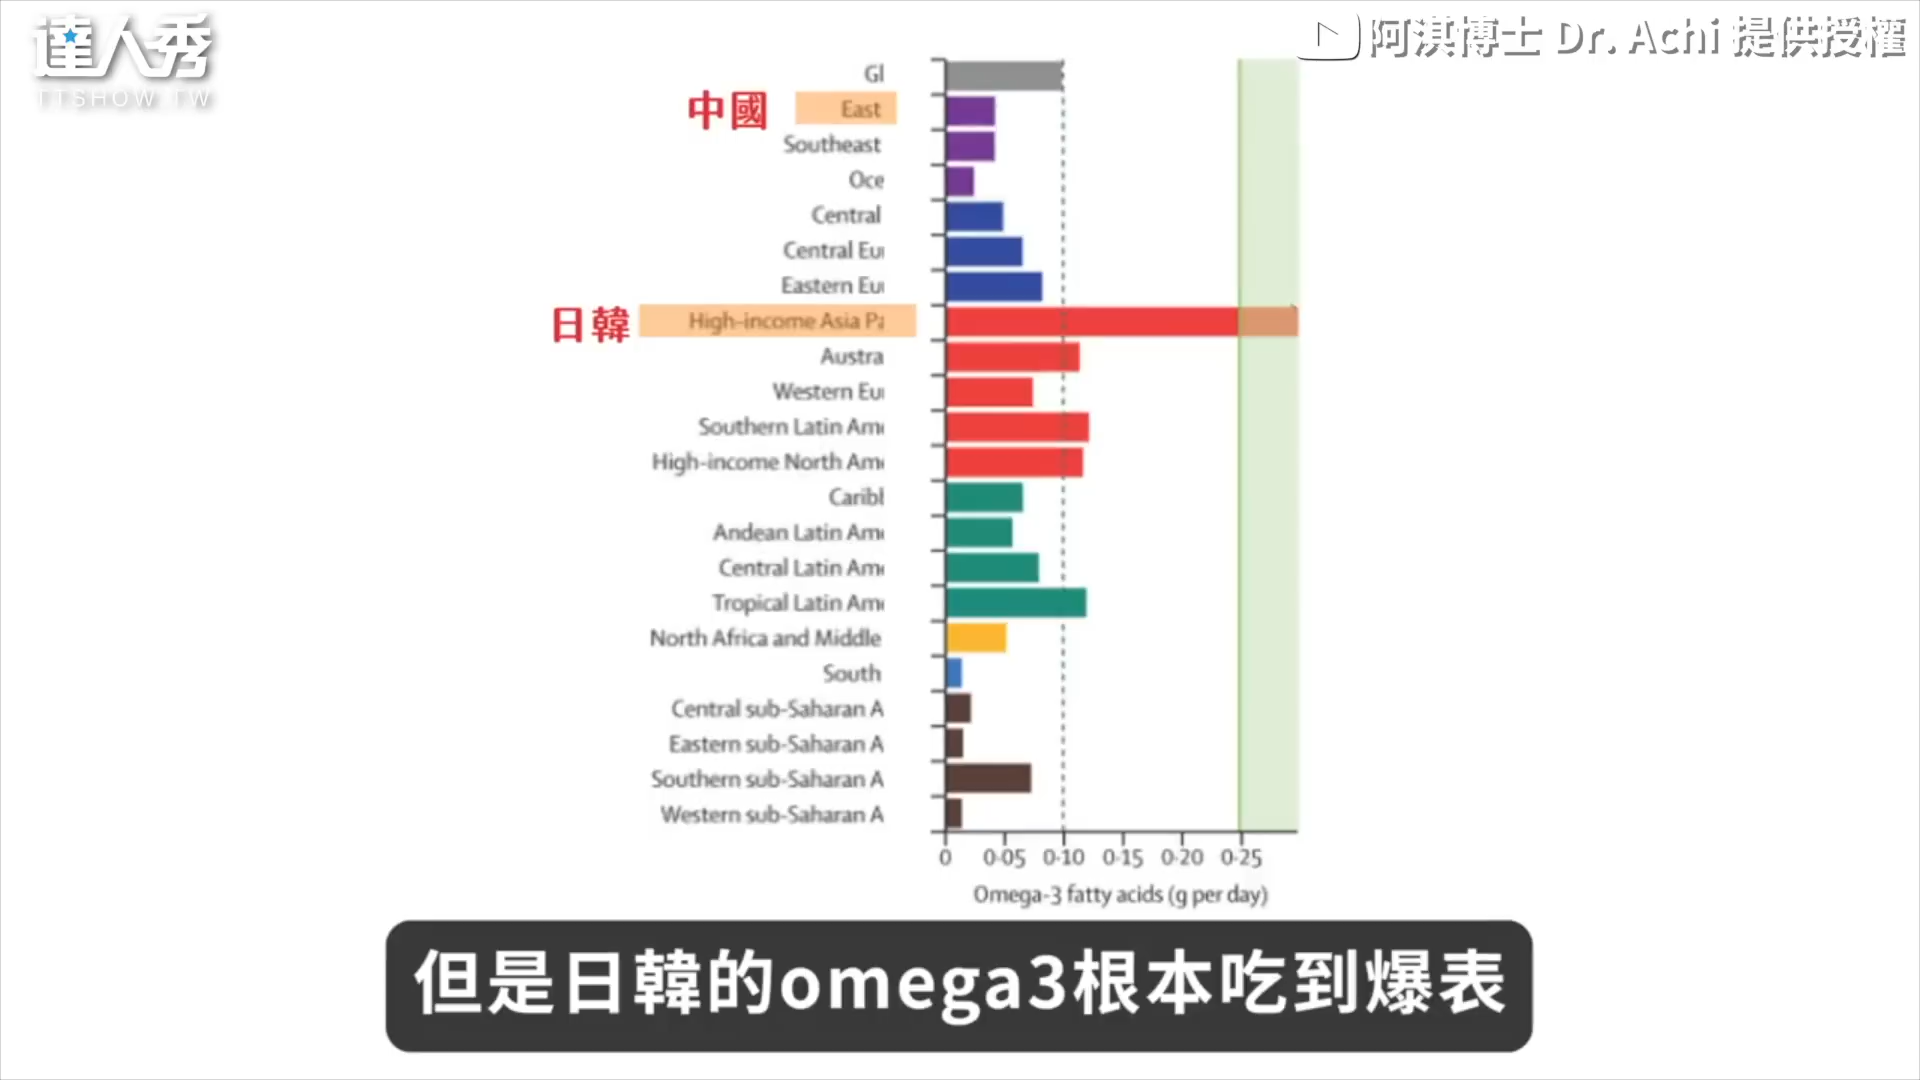 達人秀
TTSHOW.TW
阿淇博士 Dr. Achi 提供授權
Gl
中國 East
Southeast
Oce
Central
Central Eu
Eastern Eu
日韓 High-income Asia Pa
Austra
Western Eu
Southern Latin Am
High-income North Am
Carib
Andean Latin Am
Central Latin Am
Tropical Latin Am
North Africa and Middle
South
Central sub-Saharan A
Eastern sub-Saharan A
Southern sub-Saharan A
Western sub-Saharan A
0 0·05 0·10 0·15 0·20 0·25
Omega-3 fatty acids (g per day)
但是日韓的omega3根本吃到爆表